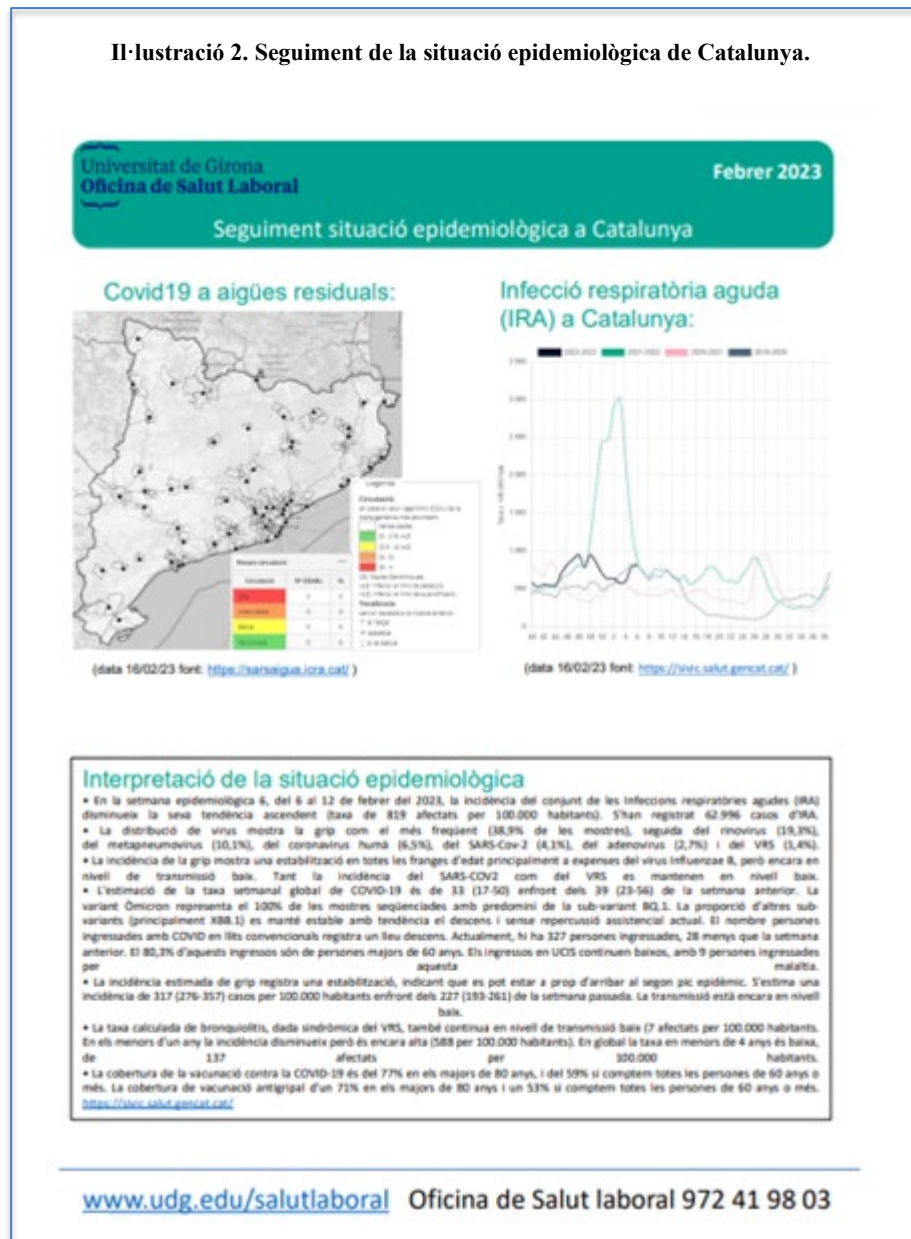 Il·lustració 2. Seguiment de la situació epidemiològica de Catalunya.
Universitat de Girona
Oficina de Salut Laboral
Febrer 2023
Seguiment situació epidemiològica a Catalunya
Covid19 a aigües residuals:
Infecció respiratòria aguda
(IRA) a Catalunya:
2022-2023 2021-2022 2020-2021 2019-2020
Circulació
Circulació Nº EDARs %
Tendència
(data 16/02/23 font: https://sarsaigua.icra.cat/ )
(data 16/02/23 font: https://sivic.salut.gencat.cat/ )
Interpretació de la situació epidemiològica
• En la setmana epidemiològica 6, del 6 al 12 de febrer del 2023, la incidència del conjunt de les Infeccions respiratòries agudes (IRA)
disminueix la seva tendència ascendent (taxa de 819 afectats per 100.000 habitants). S'han registrat 62.996 casos d'IRA.
• La distribució de virus mostra la grip com el més freqüent (38,9% de les mostres), seguida del rinovirus (19,3%),
del metapneumovirus (10,1%), del coronavirus humà (6,5%), del SARS-Cov-2 (4,1%), del adenovirus (2,7%) i del VRS (1,4%).
• La incidència de la grip mostra una estabilització en totes les franges d'edat principalment a expenses del virus Influenzae B, però encara en
nivell de transmissió baix. Tant la incidència del SARS-COV2 com del VRS es mantenen en nivell baix.
• L'estimació de la taxa setmanal global de COVID-19 és de 33 (17-50) enfront dels 39 (23-56) de la setmana anterior. La
variant Òmicron representa el 100% de les mostres seqüenciades amb predomini de la sub-variant BQ.1. La proporció d'altres sub-
variants (principalment XBB.1) es manté estable amb tendència el descens i sense repercussió assistencial actual. El nombre persones
ingressades amb COVID en llits convencionals registra un lleu descens. Actualment, hi ha 327 persones ingressades, 28 menys que la setmana
anterior. El 80,3% d'aquests ingressos són de persones majors de 60 anys. Els ingressos en UCIS continuen baixos, amb 9 persones ingressades
per aquesta malaltia.
• La incidència estimada de grip registra una estabilització, indicant que es pot estar a prop d'arribar al segon pic epidèmic. S'estima una
incidència de 317 (276-357) casos per 100.000 habitants enfront dels 227 (193-261) de la setmana passada. La transmissió està encara en nivell
baix.
• La taxa calculada de bronquiolitis, dada sindròmica del VRS, també continua en nivell de transmissió baix (7 afectats per 100.000 habitants.
En els menors d'un any la incidència disminueix però és encara alta (588 per 100.000 habitants). En global la taxa en menors de 4 anys és baixa,
de 137 afectats per 100.000 habitants.
• La cobertura de la vacunació contra la COVID-19 és del 77% en els majors de 80 anys, i del 59% si comptem totes les persones de 60 anys o
més. La cobertura de vacunació antigripal d'un 71% en els majors de 80 anys i un 53% si comptem totes les persones de 60 anys o més.
https://sivic.salut.gencat.cat/
www.udg.edu/salutlaboral Oficina de Salut laboral 972 41 98 03